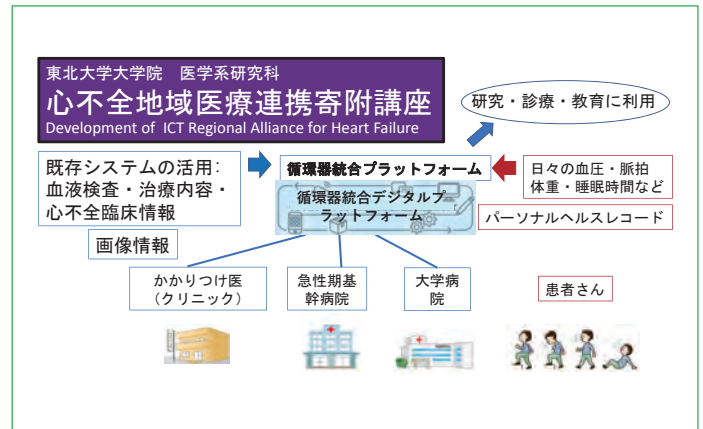 東北大学大学院 医学系研究科
心不全地域医療連携寄附講座
Development of ICT Regional Alliance for Heart Failure
研究・診療・教育に利用
既存システムの活用:
血液検査・治療内容・
心不全臨床情報
循環器統合プラットフォーム
日々の血圧・脈拍
体重・睡眠時間など
循環器統合デジタルプ
ラットフォーム
パーソナルヘルスレコード
画像情報
かかりつけ医
(クリニック)
急性期基
幹病院
大学病
院
患者さん